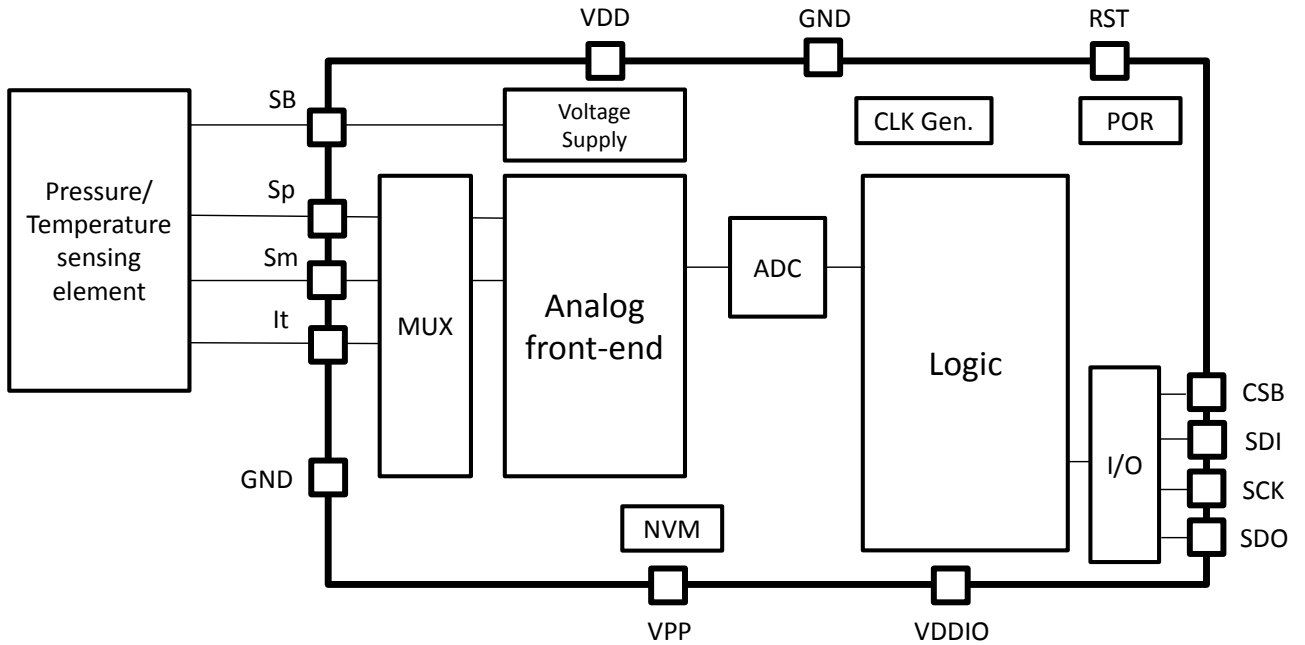 VDD
GND
RST
SB
Voltage
Supply
CLK Gen.
POR
Pressure/
Temperature
sensing
element
Sp
Sm
It
MUX
Analog
front-end
ADC
Logic
I/O
CSB
SDI
SCK
SDO
GND
NVM
VPP
VDDIO